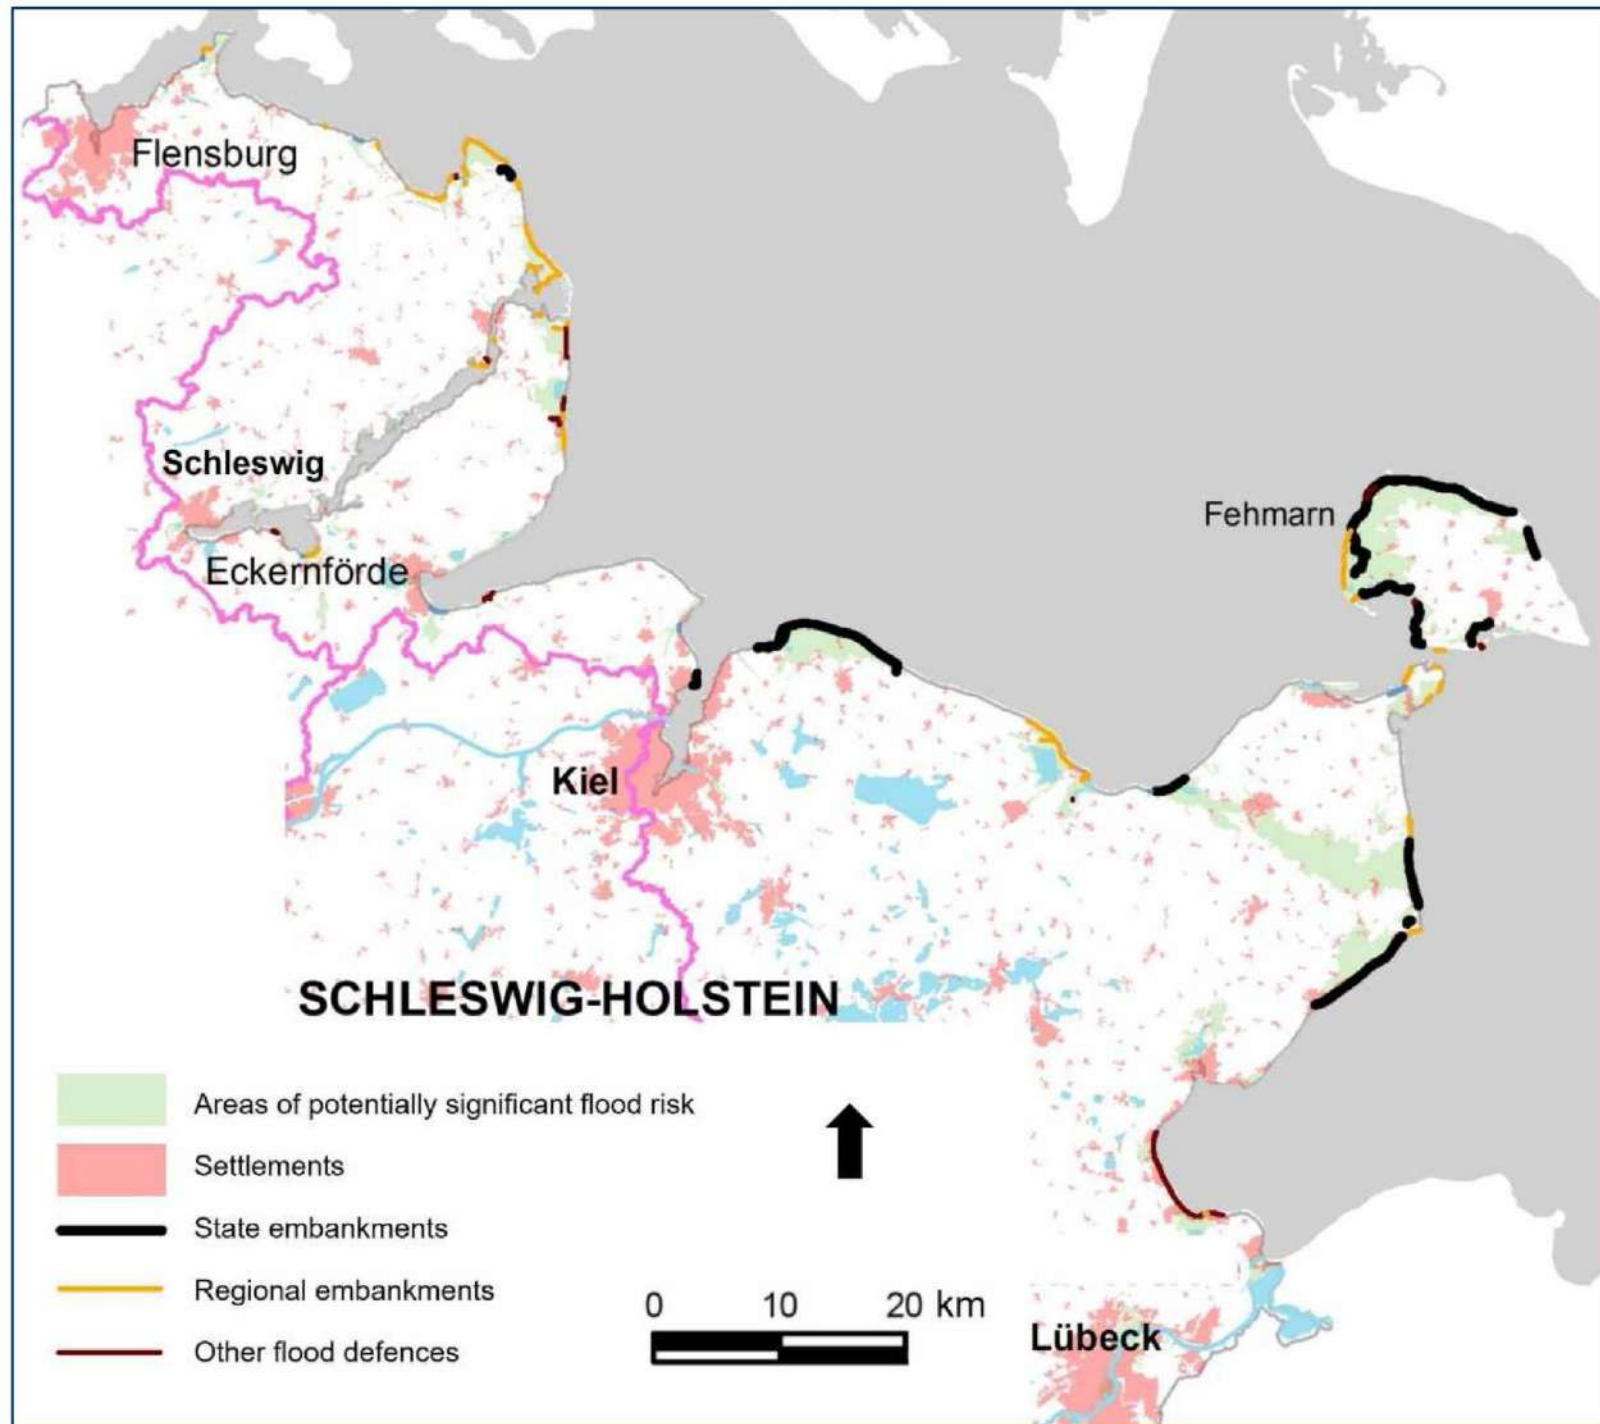 Flensburg
Schleswig
Fehmarn
Eckernförde
Kiel
SCHLESWIG-HOLSTEIN
Areas of potentially significant flood risk
Settlements
State embankments
Regional embankments
Other flood defences
0 10 20 km
Lübeck